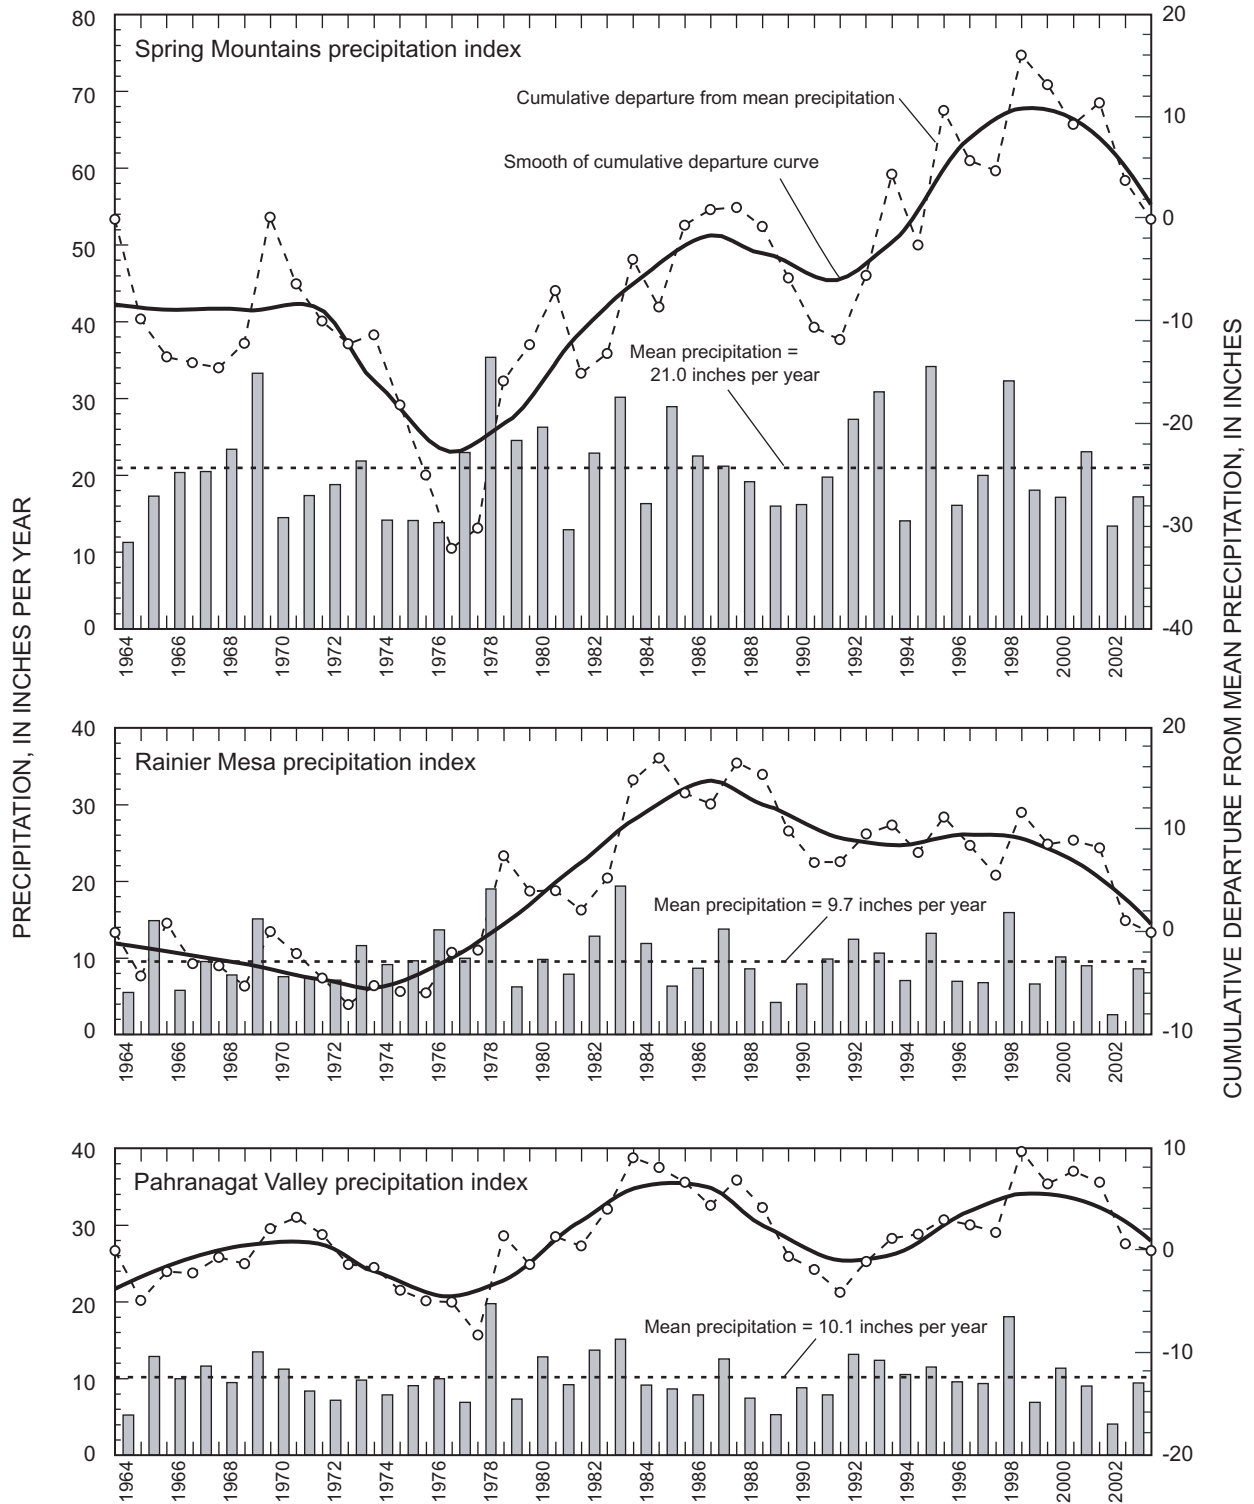 PRECIPITATION, IN INCHES PER YEAR
CUMULATIVE DEPARTURE FROM MEAN PRECIPITATION, IN INCHES
Spring Mountains precipitation index
80
70
60
50
40
30
20
10
0
20
10
0
-10
-20
-30
-40
Cumulative departure from mean precipitation
Smooth of cumulative departure curve
Mean precipitation =
21.0 inches per year
1964 1966 1968 1970 1972 1974 1976 1978 1980 1982 1984 1986 1988 1990 1992 1994 1996 1998 2000 2002
Rainier Mesa precipitation index
40
30
20
10
0
20
10
0
-10
Mean precipitation = 9.7 inches per year
1964 1966 1968 1970 1972 1974 1976 1978 1980 1982 1984 1986 1988 1990 1992 1994 1996 1998 2000 2002
Pahranagat Valley precipitation index
40
30
20
10
0
10
0
-10
-20
Mean precipitation = 10.1 inches per year
1964 1966 1968 1970 1972 1974 1976 1978 1980 1982 1984 1986 1988 1990 1992 1994 1996 1998 2000 2002